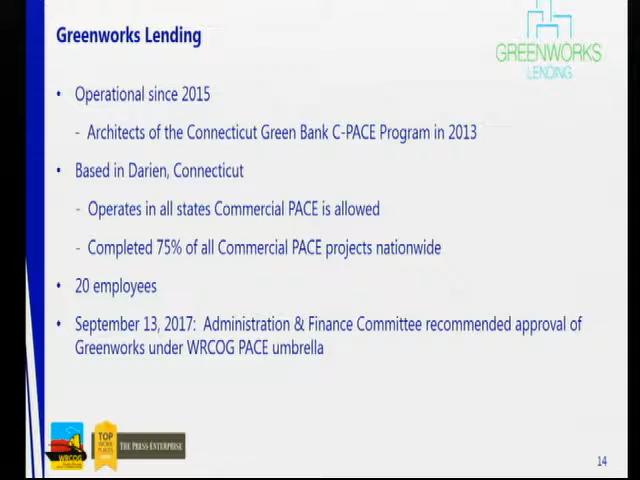 Greenworks Lending
GREENWORKS
LENDING
• Operational since 2015
- Architects of the Connecticut Green Bank C-PACE Program in 2013
• Based in Darien, Connecticut
- Operates in all states Commercial PACE is allowed
- Completed 75% of all Commercial PACE projects nationwide
• 20 employees
• September 13, 2017: Administration & Finance Committee recommended approval of
Greenworks under WRCOG PACE umbrella
WRCOG
TOP
WORK
PLACES
THE PRESS-ENTERPRISE
14